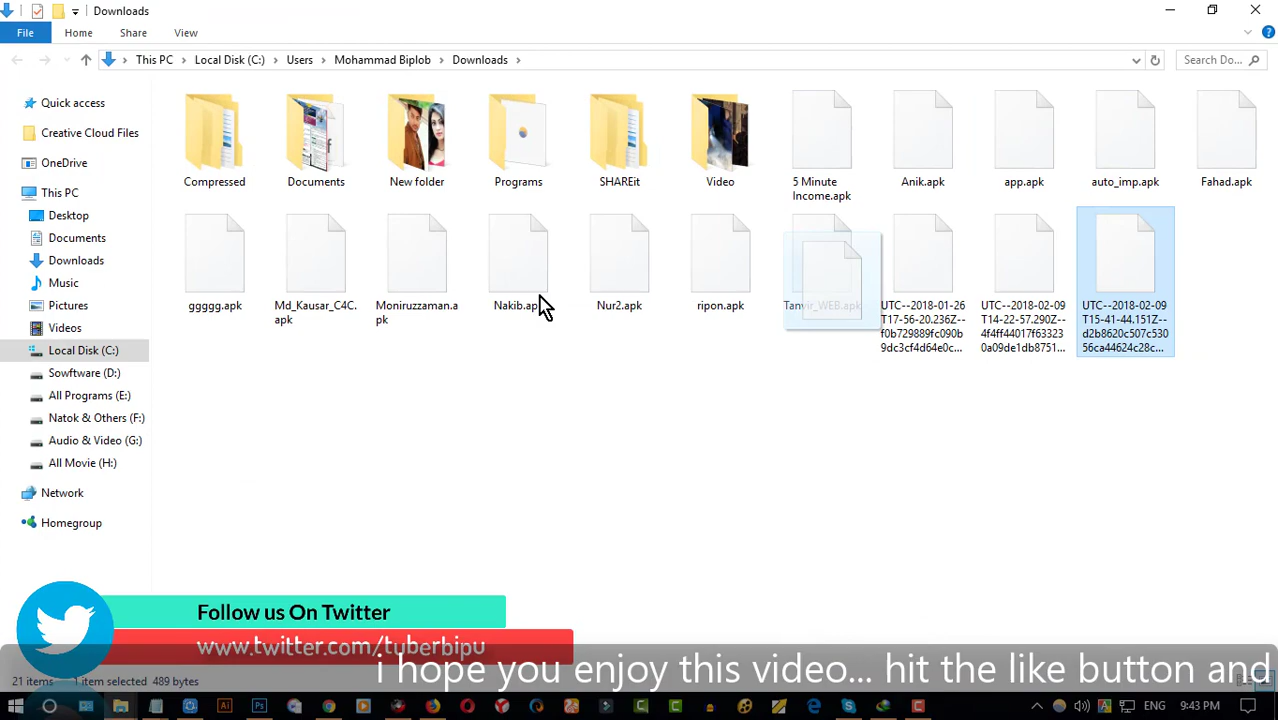 Downloads
File Home Share View
This PC Local Disk (C:) Users Mohammad Biplob Downloads Search Do...
Quick access
Creative Cloud Files
OneDrive
This PC
Desktop
Documents
Downloads
Music
Pictures
Videos
Local Disk (C:)
Sowftware (D:)
All Programs (E:)
Natok & Others (F:)
Audio & Video (G:)
All Movie (H:)
Network
Homegroup
Compressed
Documents
New folder
Programs
SHAREit
Video
5 Minute
Income.apk
Anik.apk
app.apk
auto_imp.apk
Fahad.apk
ggggg.apk
Md_Kausar_C4C.
apk
Moniruzzaman.a
pk
Nakib.ap
Nur2.apk
ripon.apk
Tanvir_WEB.apk
UTC--2018-01-26
T17-56-20.236Z--
f0b729889fc090b
9dc3cf4d64e0c...
UTC--2018-02-09
T14-22-57.290Z--
4f4ff44017f63323
0a09de1db8751...
UTC--2018-02-09
T15-41-44.151Z--
d2b8620c507c530
56ca44624c28c...
Follow us On Twitter
www.twitter.com/tuberbipu
i hope you enjoy this video... hit the like button and
21 items 1 item selected 489 bytes
ENG 9:43 PM